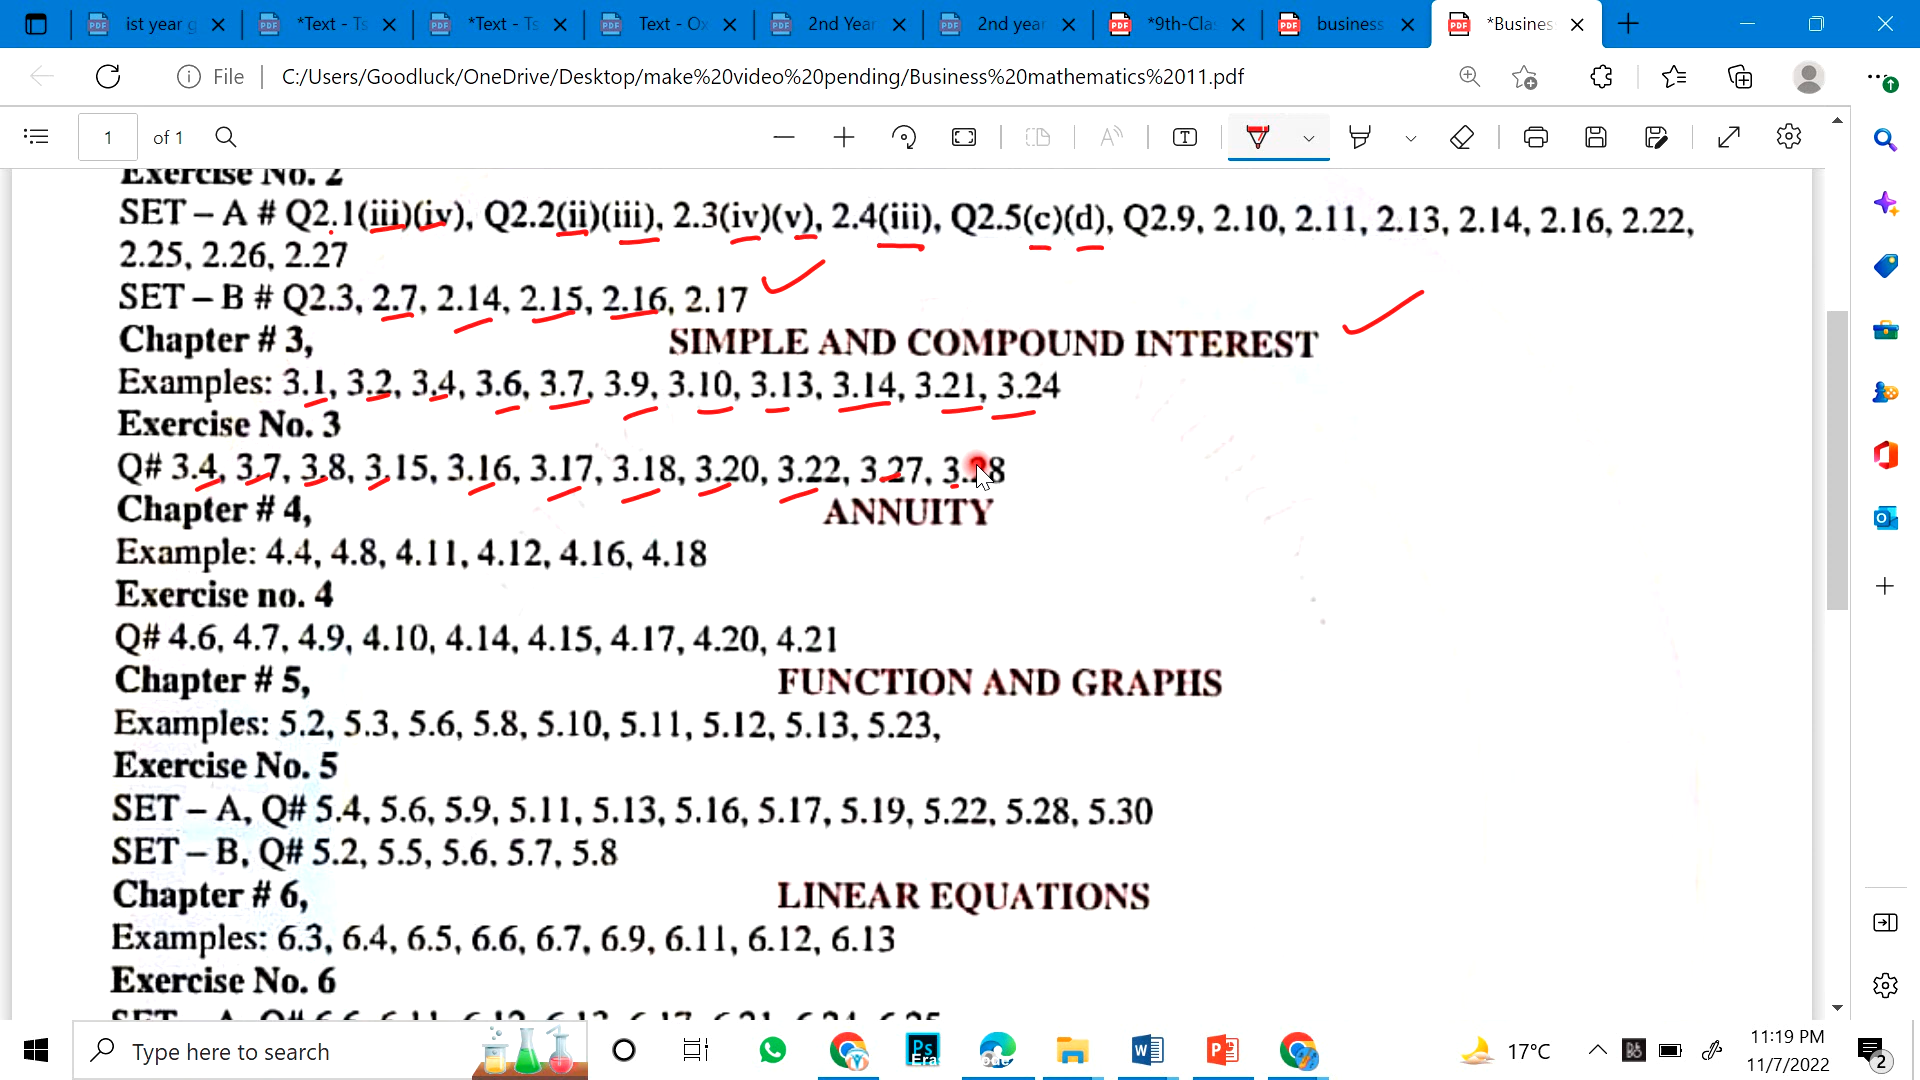 ist year g
*Text - Ts
*Text - Ts
Text - Ox
2nd Year
2nd year
*9th-Cla
business
*Busines
File
C:/Users/Goodluck/OneDrive/Desktop/make%20video%20pending/Business%20mathematics%2011.pdf
1 of 1
Exercise No. 2
SET – A # Q2.1(iii)(iv), Q2.2(ii)(iii), 2.3(iv)(v), 2.4(iii), Q2.5(c)(d), Q2.9, 2.10, 2.11, 2.13, 2.14, 2.16, 2.22,
2.25, 2.26, 2.27
SET – B # Q2.3, 2.7, 2.14, 2.15, 2.16, 2.17
Chapter # 3, SIMPLE AND COMPOUND INTEREST
Examples: 3.1, 3.2, 3.4, 3.6, 3.7, 3.9, 3.10, 3.13, 3.14, 3.21, 3.24
Exercise No. 3
Q# 3.4, 3.7, 3.8, 3.15, 3.16, 3.17, 3.18, 3.20, 3.22, 3.27,
Chapter # 4, ANNUITY
Example: 4.4, 4.8, 4.11, 4.12, 4.16, 4.18
Exercise no. 4
Q# 4.6, 4.7, 4.9, 4.10, 4.14, 4.15, 4.17, 4.20, 4.21
Chapter # 5, FUNCTION AND GRAPHS
Examples: 5.2, 5.3, 5.6, 5.8, 5.10, 5.11, 5.12, 5.13, 5.23,
Exercise No. 5
SET – A, Q# 5.4, 5.6, 5.9, 5.11, 5.13, 5.16, 5.17, 5.19, 5.22, 5.28, 5.30
SET – B, Q# 5.2, 5.5, 5.6, 5.7, 5.8
Chapter # 6, LINEAR EQUATIONS
Examples: 6.3, 6.4, 6.5, 6.6, 6.7, 6.9, 6.11, 6.12, 6.13
Exercise No. 6
Type here to search
17°C
11:19 PM
11/7/2022
2